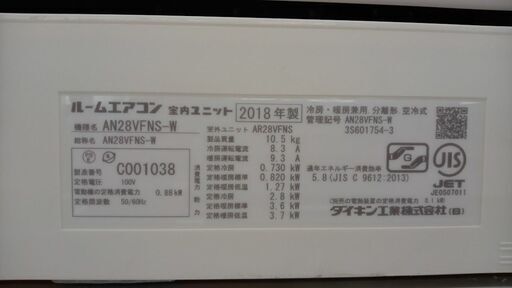 ルームエアコン 室内ユニット 2018年製
冷房・暖房兼用 分離形 空冷式
機種名 AN28VFNS-W
総称名 AN28VFNS-W
管理記号 AN28VFNS-W
3S601754-3
製造番号 C001038
定格電圧 100V
電動機の定格消費電力 0.88kW
定格周波数 50/60Hz
室外ユニット AR28VFNS
製品質量 10.5 kg
冷房運転電流 8.3 A
暖房運転電流 9.3 A
定格冷房 0.730 kW
定格暖房標準 0.820 kW
定格暖房低温 1.27 kW
定格冷房 2.8 kW
定格暖房標準 3.6 kW
定格暖房低温 3.7 kW
通年エネルギー消費効率
5.8 (JIS C 9612:2013)
G
JIS
JET
JE0507011
ダイキン工業株式会社